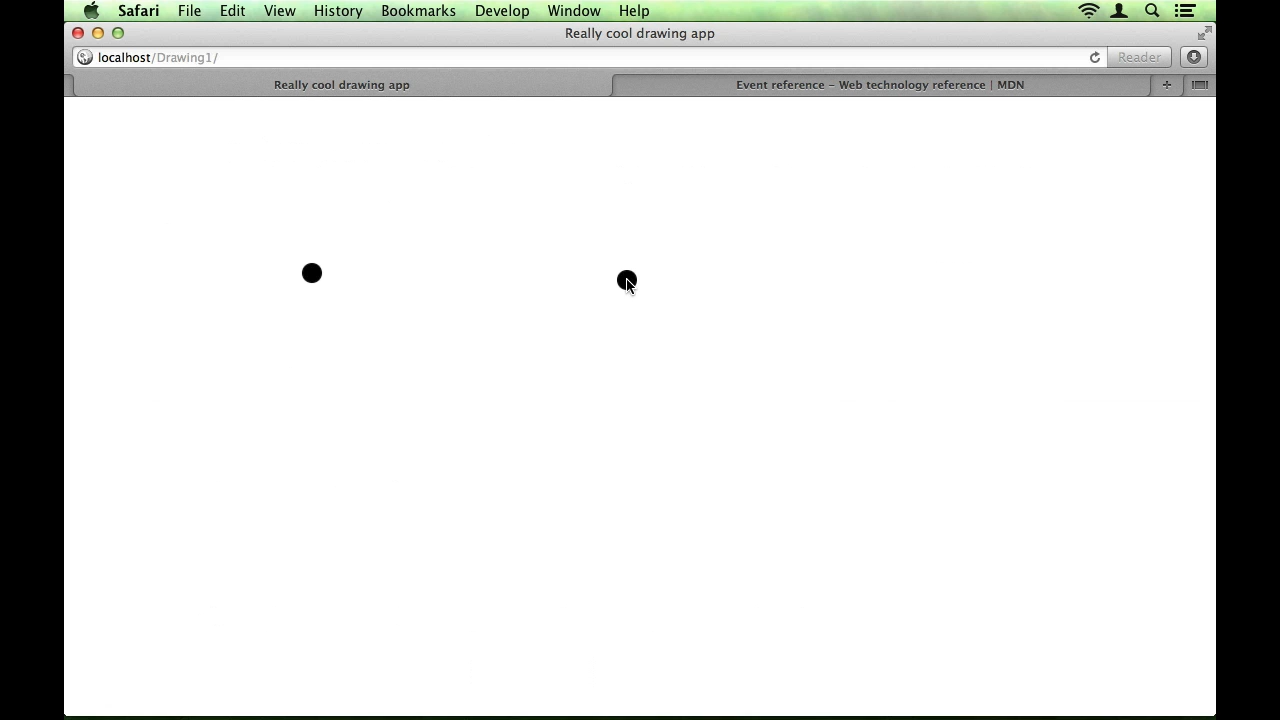 Safari File Edit View History Bookmarks Develop Window Help
Really cool drawing app
localhost/Drawing1/ Reader
Really cool drawing app Event reference - Web technology reference | MDN